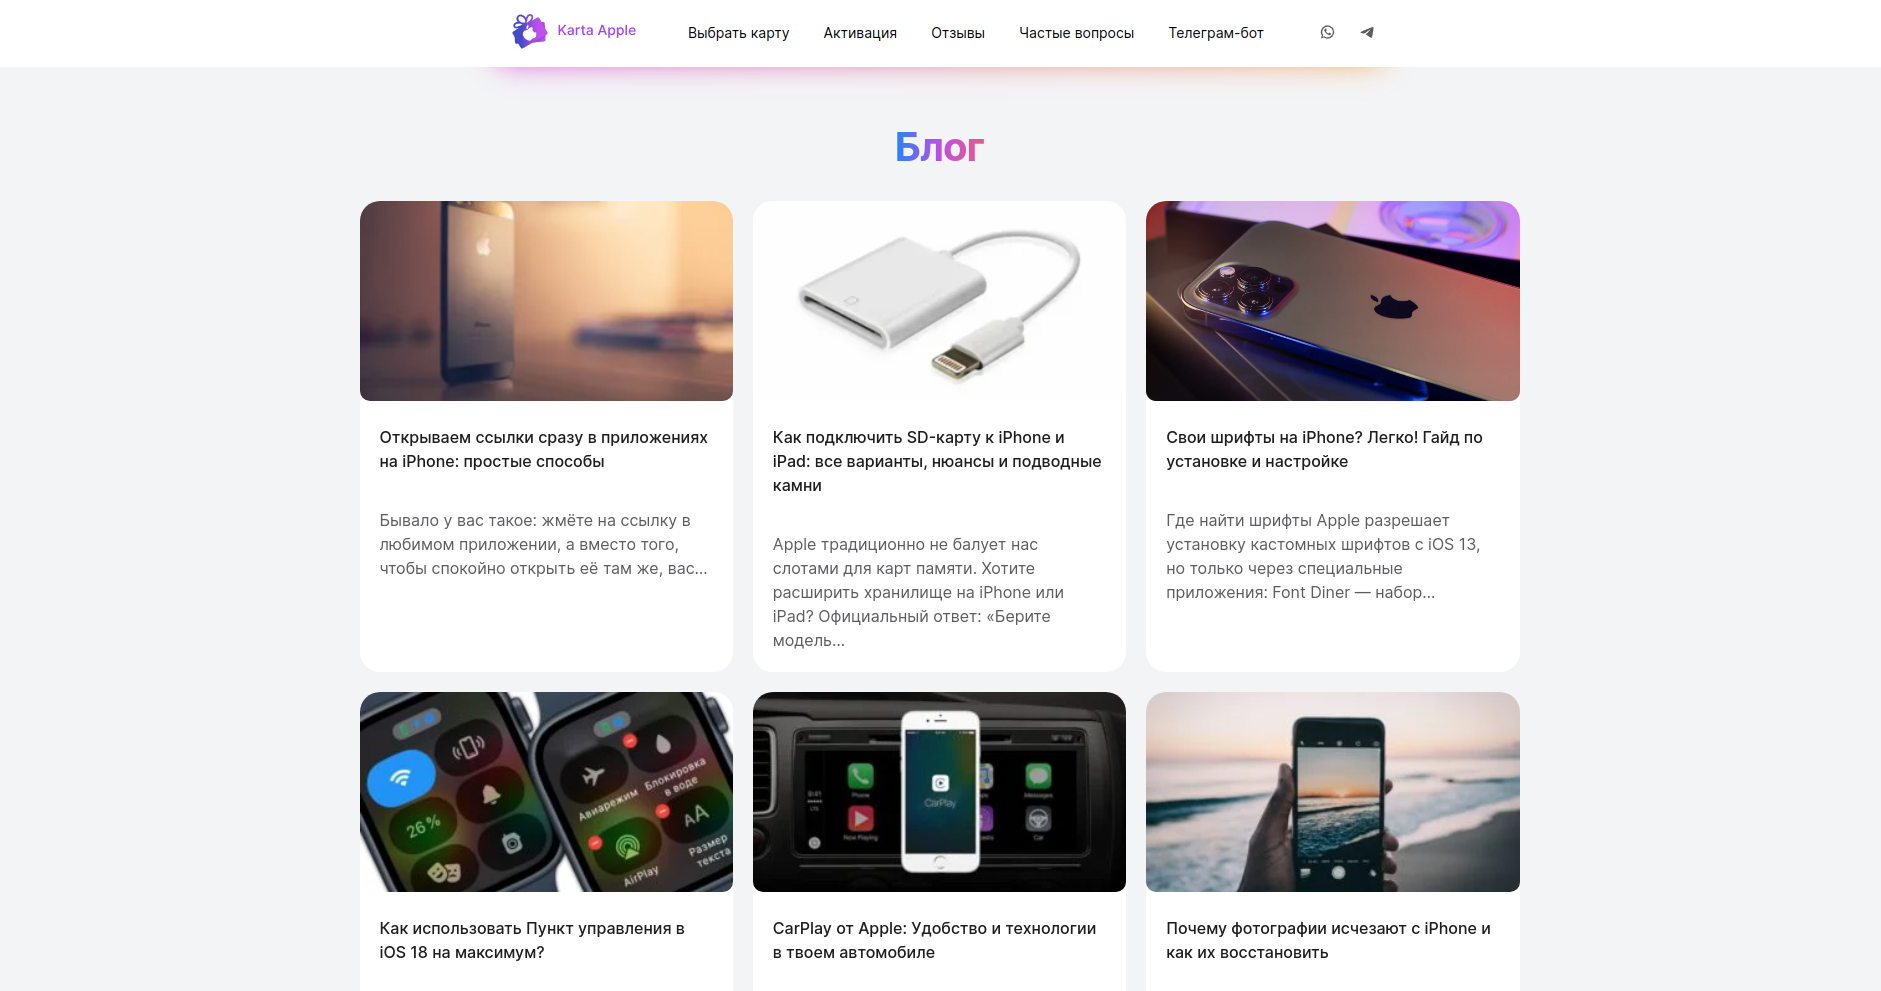 Karta Apple
Выбрать карту
Активация
Отзывы
Частые вопросы
Телеграм-бот
Блог
Открываем ссылки сразу в приложениях
на iPhone: простые способы
Бывало у вас такое: жмёте на ссылку в
любимом приложении, а вместо того,
чтобы спокойно открыть её там же, вас...
Как подключить SD-карту к iPhone и
iPad: все варианты, нюансы и подводные
камни
Apple традиционно не балует нас
слотами для карт памяти. Хотите
расширить хранилище на iPhone или
iPad? Официальный ответ: «Берите
модель...
Свои шрифты на iPhone? Легко! Гайд по
установке и настройке
Где найти шрифты Apple разрешает
установку кастомных шрифтов с iOS 13,
но только через специальные
приложения: Font Diner — набор...
26 %
Авиарежим
Блокировка
в воде
AA
AirPlay
Размер
текста
Phone
Messages
Now Playing
Car
CarPlay
Как использовать Пункт управления в
iOS 18 на максимум?
CarPlay от Apple: Удобство и технологии
в твоем автомобиле
Почему фотографии исчезают с iPhone и
как их восстановить